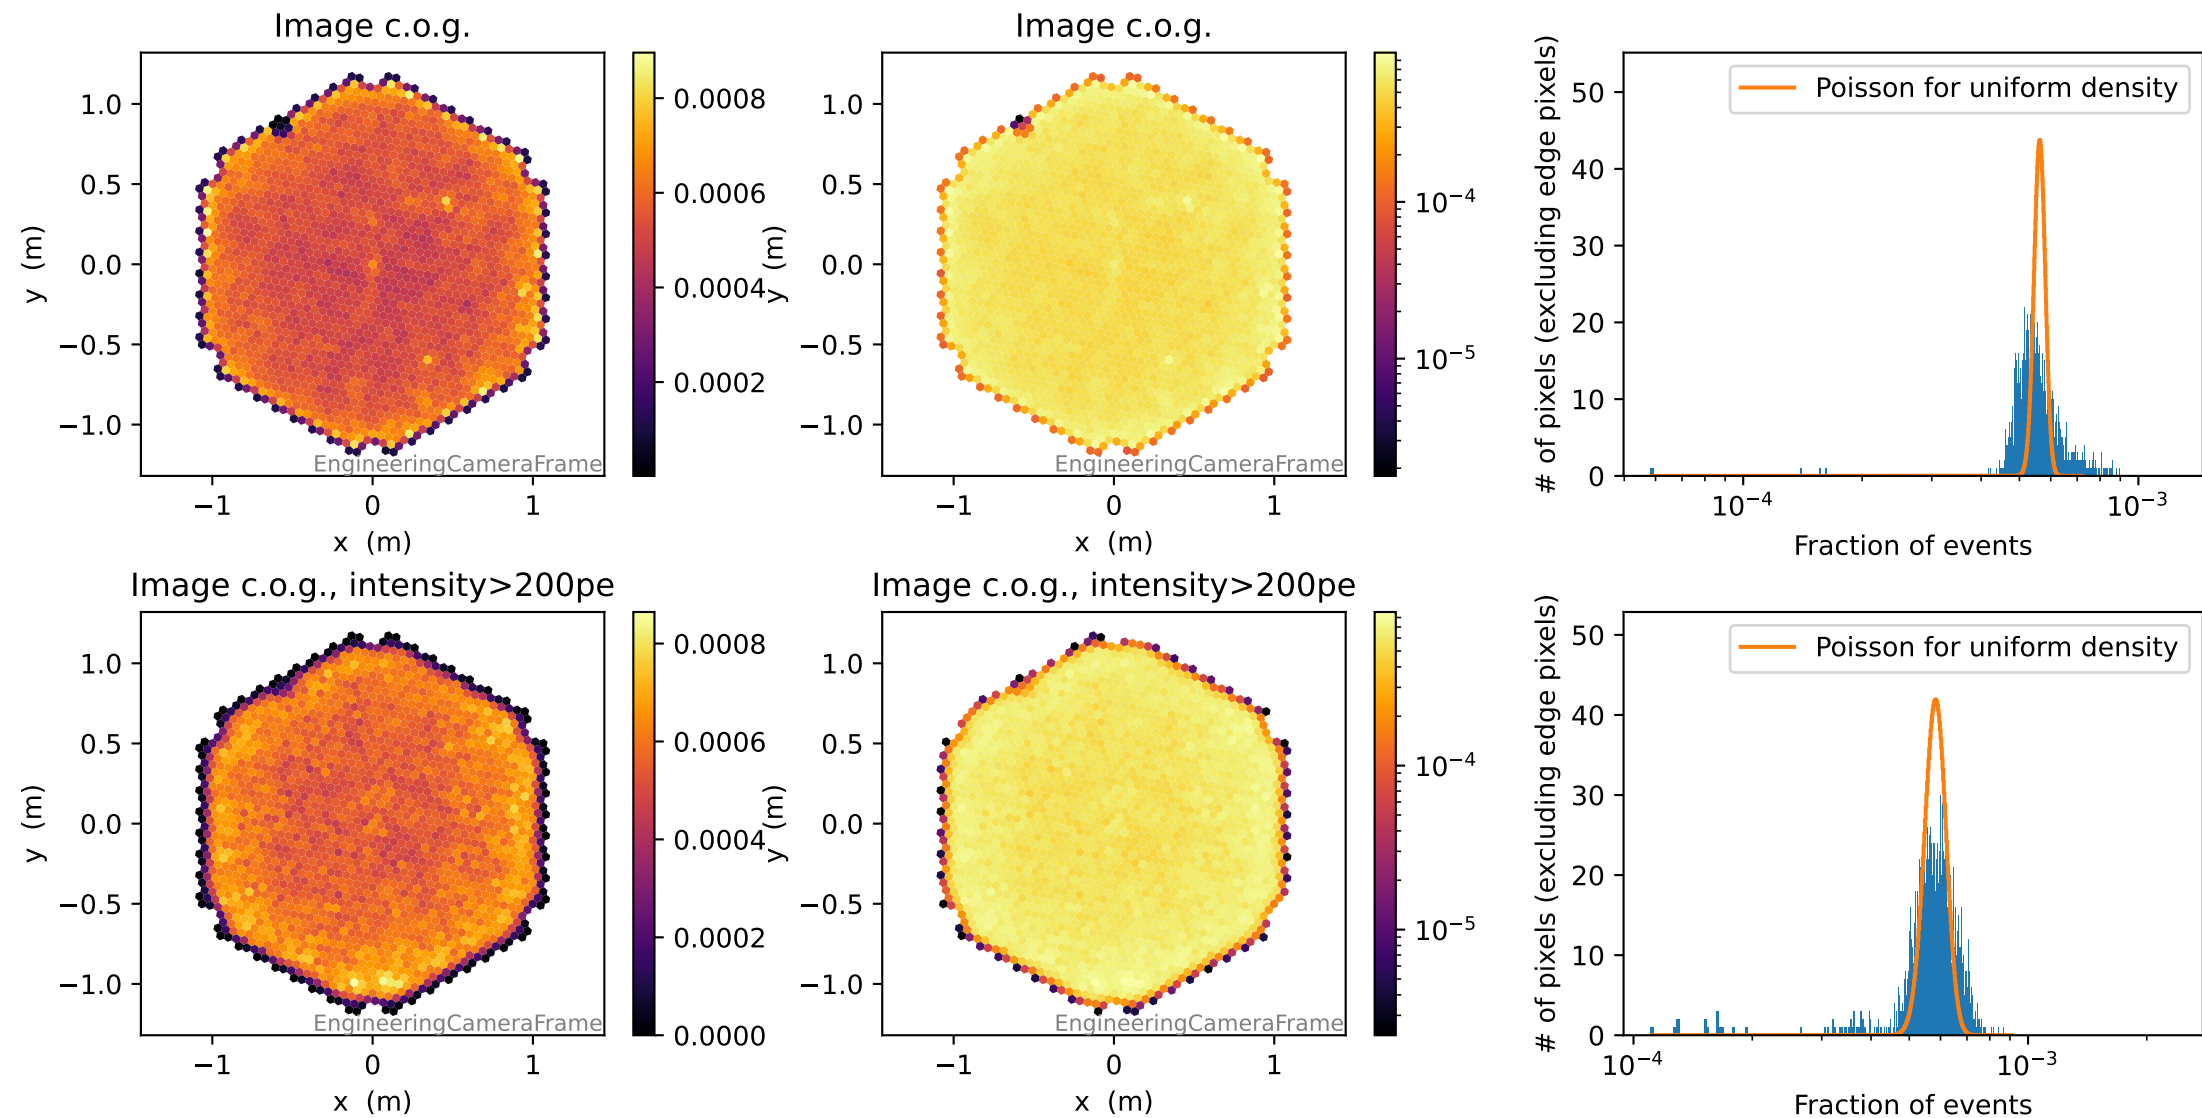 Image c.o.g.
1.0
0.5
0.0
−0.5
−1.0
y (m)
−1
0
1
x (m)
EngineeringCameraFrame
0.0008
0.0006
0.0004
0.0002
Image c.o.g.
1.0
0.5
0.0
−0.5
−1.0
y (m)
−1
0
1
x (m)
EngineeringCameraFrame
10⁻⁴
10⁻⁵
Poisson for uniform density
50
40
30
20
10
0
# of pixels (excluding edge pixels)
10⁻⁴
10⁻³
Fraction of events
Image c.o.g., intensity>200pe
1.0
0.5
0.0
−0.5
−1.0
y (m)
−1
0
1
x (m)
EngineeringCameraFrame
0.0008
0.0006
0.0004
0.0002
0.0000
Image c.o.g., intensity>200pe
1.0
0.5
0.0
−0.5
−1.0
y (m)
−1
0
1
x (m)
EngineeringCameraFrame
10⁻⁴
10⁻⁵
Poisson for uniform density
50
40
30
20
10
0
# of pixels (excluding edge pixels)
10⁻⁴
10⁻³
Fraction of events